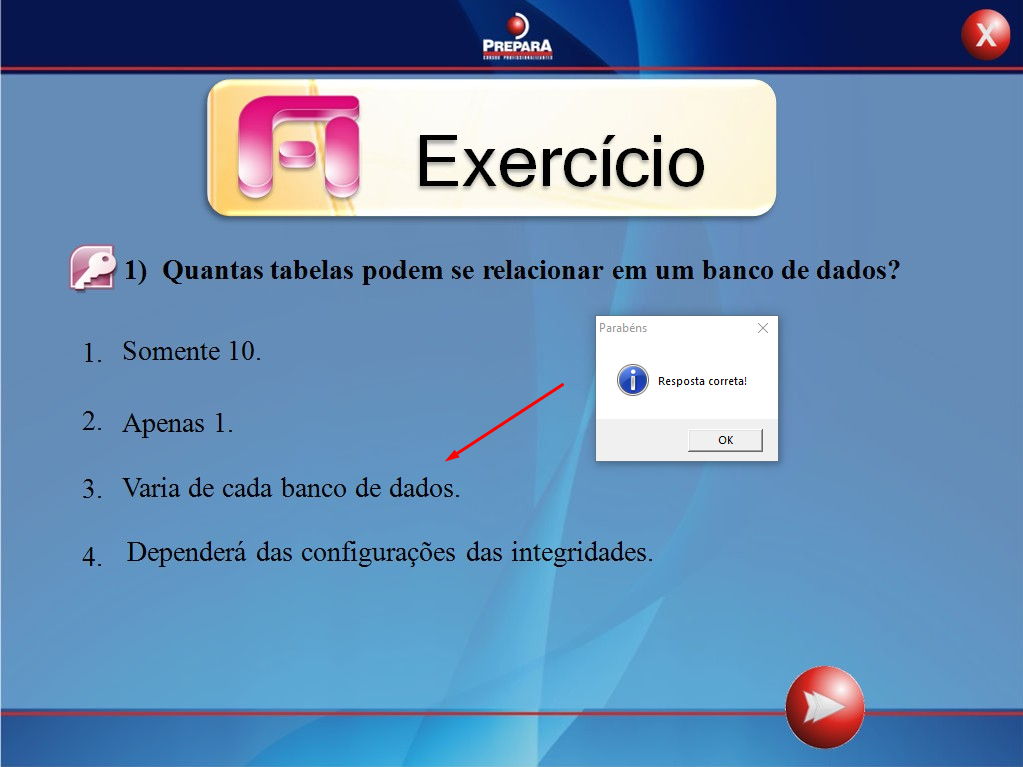 PREPARA
CURSOS PROFISSIONALIZANTES
X
Exercício
1) Quantas tabelas podem se relacionar em um banco de dados?
Parabéns
1. Somente 10.
Resposta correta!
2. Apenas 1.
OK
3. Varia de cada banco de dados.
4. Dependerá das configurações das integridades.